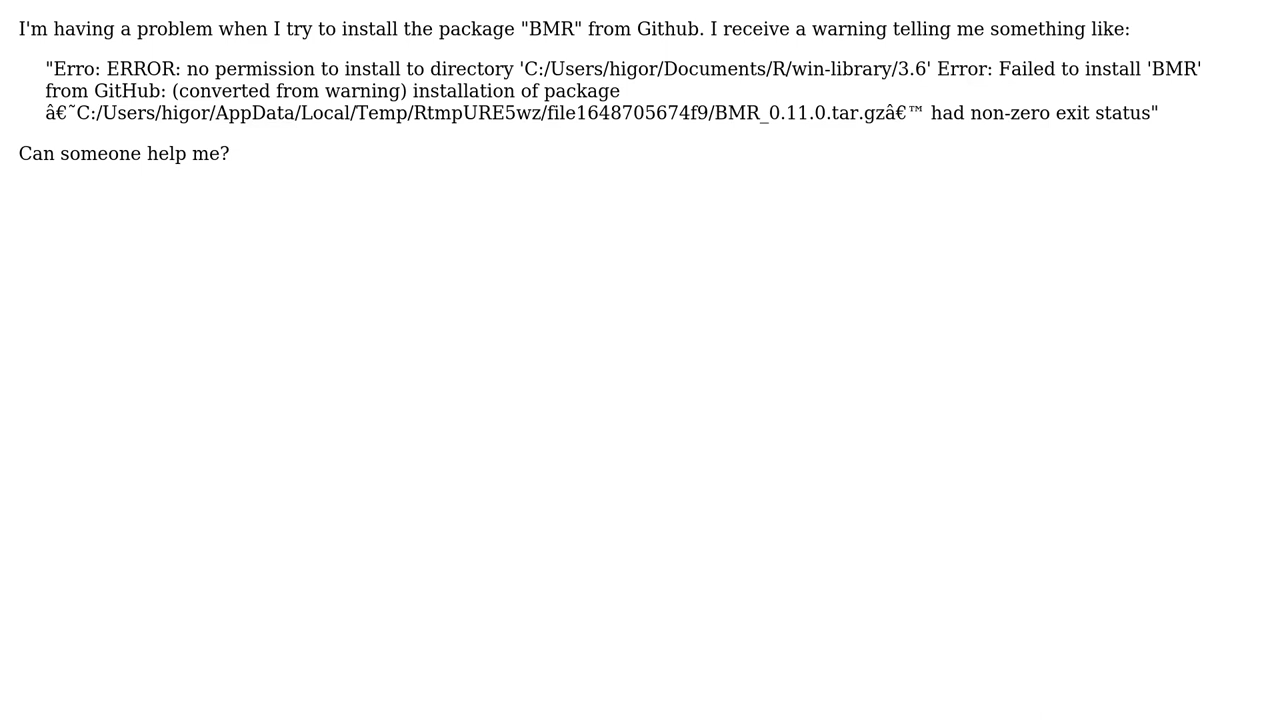 I'm having a problem when I try to install the package "BMR" from Github. I receive a warning telling me something like:
"Erro: ERROR: no permission to install to directory 'C:/Users/higor/Documents/R/win-library/3.6' Error: Failed to install 'BMR'
from GitHub: (converted from warning) installation of package
â€˜C:/Users/higor/AppData/Local/Temp/RtmpURE5wz/file1648705674f9/BMR_0.11.0.tar.gzâ€™ had non-zero exit status"
Can someone help me?